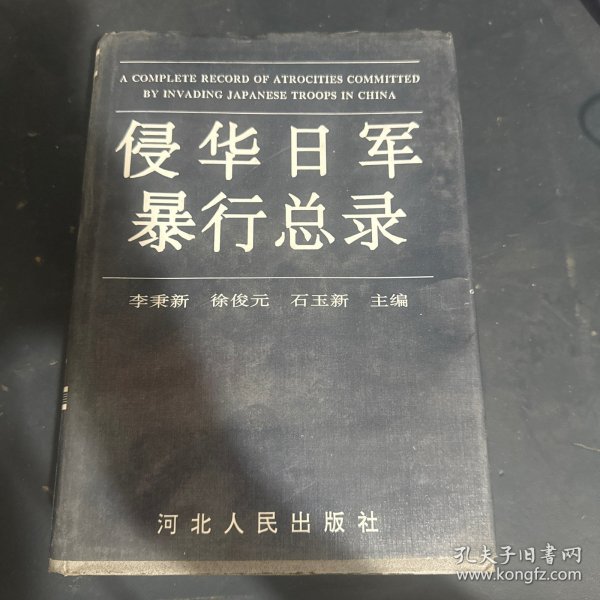 A COMPLETE RECORD OF ATROCITIES COMMITTED
BY INVADING JAPANESE TROOPS IN CHINA
侵华日军
暴行总录
李秉新 徐俊元 石玉新 主编
河北人民出版社
孔夫子旧書网
www.kongfz.com